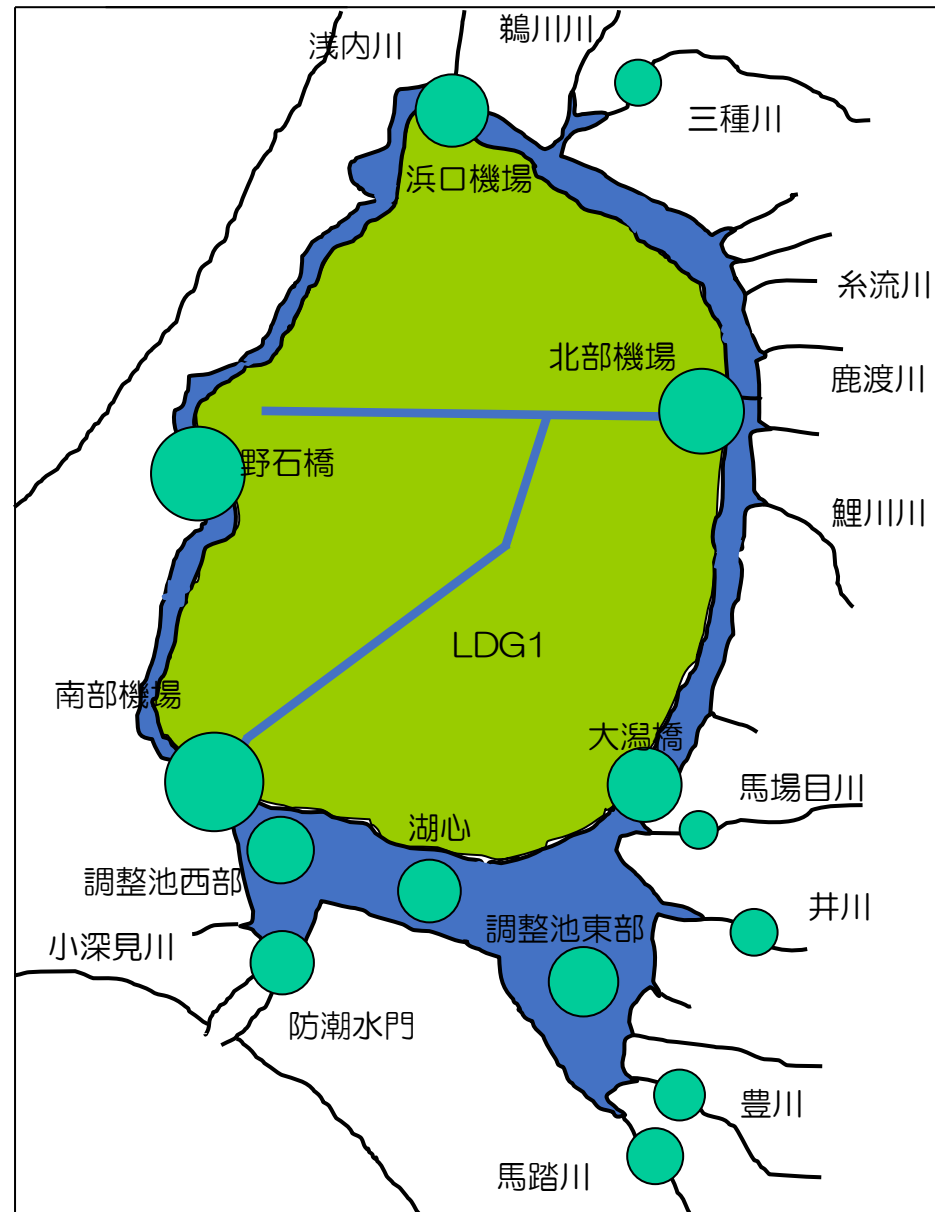 鵜川川
浅内川
三種川
浜口機場
糸流川
北部機場
鹿渡川
野石橋
鯉川川
LDG1
南部機場
大潟橋
馬場目川
湖心
調整池西部
井川
調整池東部
小深見川
防潮水門
豊川
馬踏川